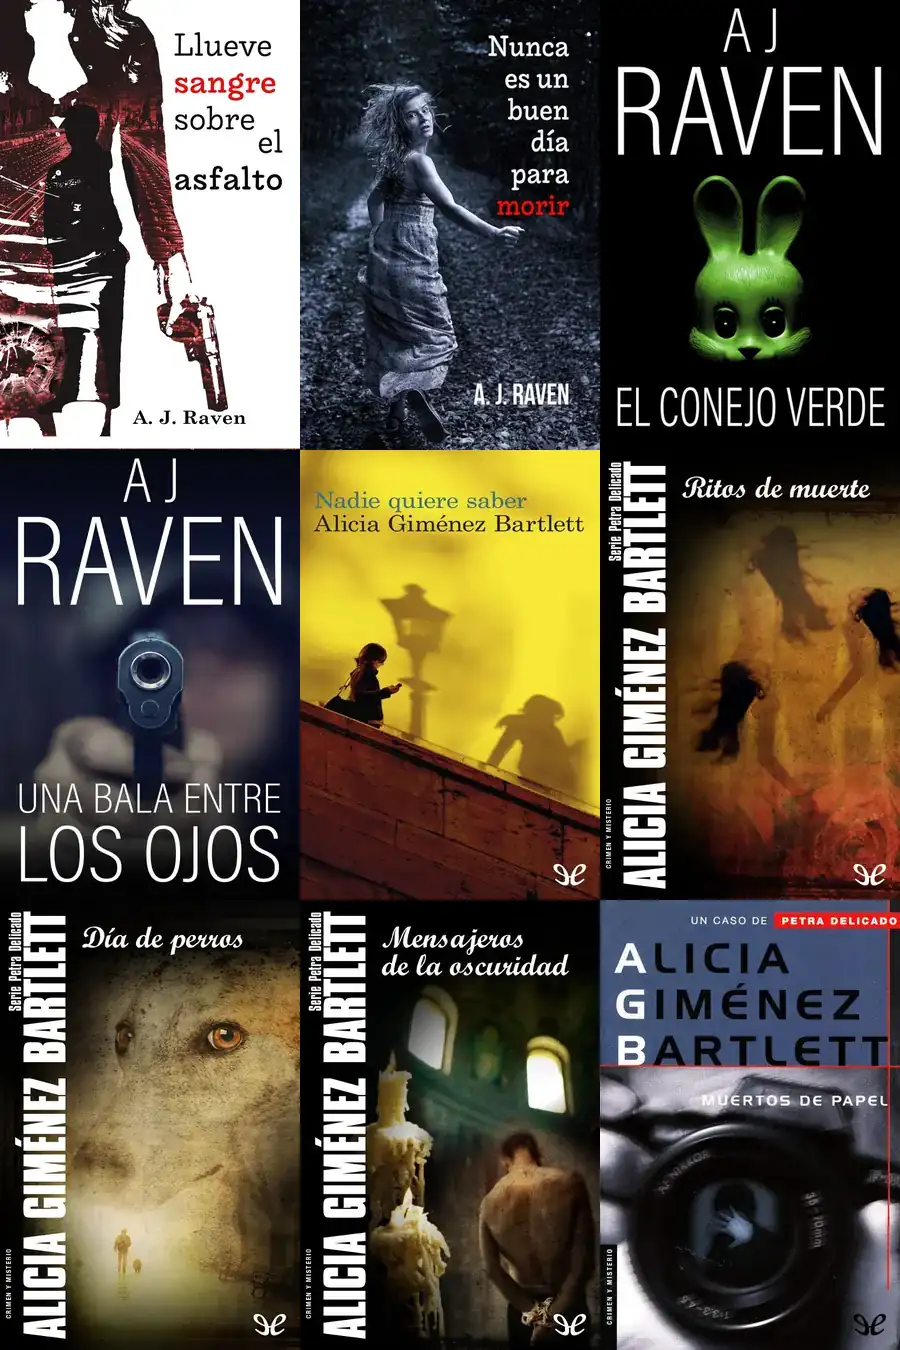 Llueve
sangre
sobre
el
asfalto
A. J. Raven
Nunca
es un
buen
día
para
morir
A. J. RAVEN
A J
RAVEN
EL CONEJO VERDE
A J
RAVEN
UNA BALA ENTRE
LOS OJOS
Nadie quiere saber
Alicia Giménez Bartlett
Serie Petra Delicado
ALICIA GIMÉNEZ BARTLETT
Ritos de muerte
CRIMEN Y MISTERIO
Serie Petra Delicado
ALICIA GIMÉNEZ BARTLETT
Día de perros
CRIMEN Y MISTERIO
Serie Petra Delicado
ALICIA GIMÉNEZ BARTLETT
Mensajeros
de la oscuridad
CRIMEN Y MISTERIO
UN CASO DE PETRA DELICADO
ALICIA
GIMÉNEZ
BARTLETT
MUERTOS DE PAPEL
CRIMEN Y MISTERIO